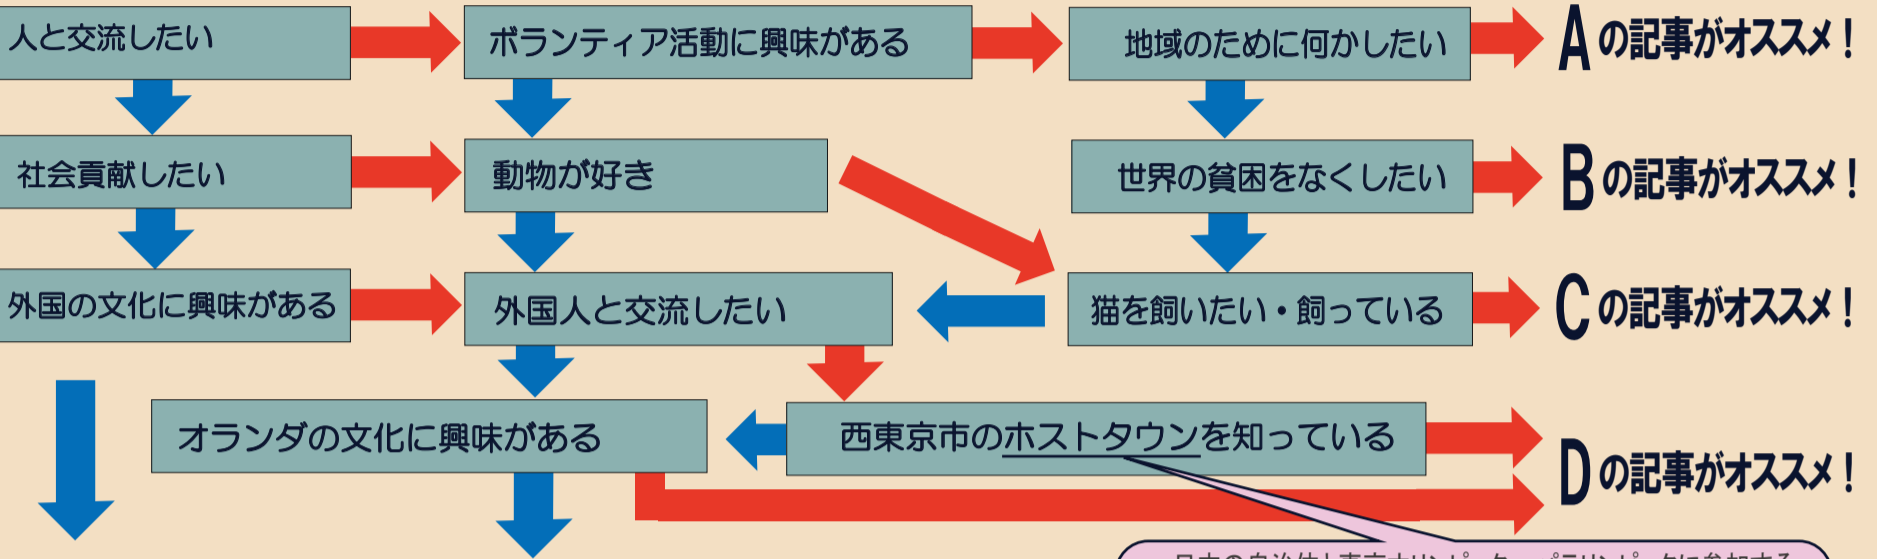 人と交流したい
ボランティア活動に興味がある
地域のために何かしたい
Aの記事がオススメ！
社会貢献したい
動物が好き
世界の貧困をなくしたい
Bの記事がオススメ！
外国の文化に興味がある
外国人と交流したい
猫を飼いたい・飼っている
Cの記事がオススメ！
オランダの文化に興味がある
西東京市のホストタウンを知っている
Dの記事がオススメ！